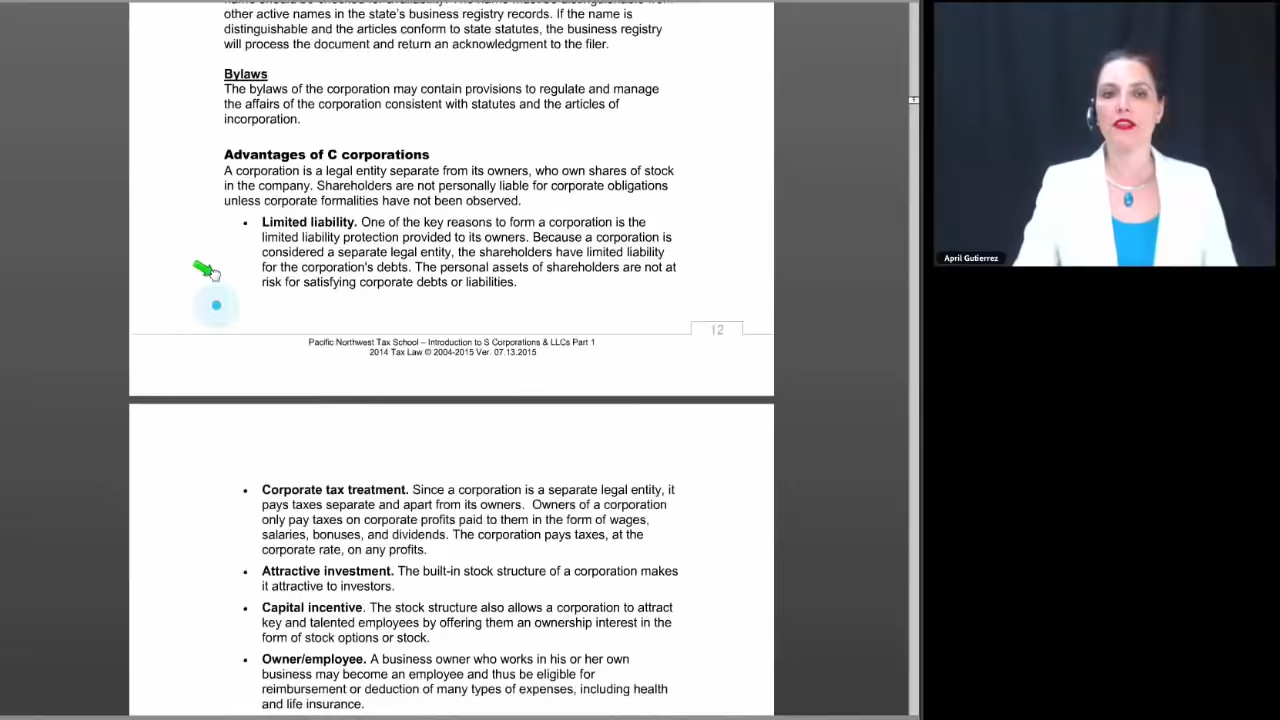 other active names in the state's business registry records. If the name is
distinguishable and the articles conform to state statutes, the business registry
will process the document and return an acknowledgment to the filer.
Bylaws
The bylaws of the corporation may contain provisions to regulate and manage
the affairs of the corporation consistent with statutes and the articles of
incorporation.
Advantages of C corporations
A corporation is a legal entity separate from its owners, who own shares of stock
in the company. Shareholders are not personally liable for corporate obligations
unless corporate formalities have not been observed.
• Limited liability. One of the key reasons to form a corporation is the
limited liability protection provided to its owners. Because a corporation is
considered a separate legal entity, the shareholders have limited liability
for the corporation's debts. The personal assets of shareholders are not at
risk for satisfying corporate debts or liabilities.
12
Pacific Northwest Tax School – Introduction to S Corporations & LLCs Part 1
2014 Tax Law © 2004-2015 Ver. 07.13.2015
• Corporate tax treatment. Since a corporation is a separate legal entity, it
pays taxes separate and apart from its owners. Owners of a corporation
only pay taxes on corporate profits paid to them in the form of wages,
salaries, bonuses, and dividends. The corporation pays taxes, at the
corporate rate, on any profits.
• Attractive investment. The built-in stock structure of a corporation makes
it attractive to investors.
• Capital incentive. The stock structure also allows a corporation to attract
key and talented employees by offering them an ownership interest in the
form of stock options or stock.
• Owner/employee. A business owner who works in his or her own
business may become an employee and thus be eligible for
reimbursement or deduction of many types of expenses, including health
and life insurance.
April Gutierrez